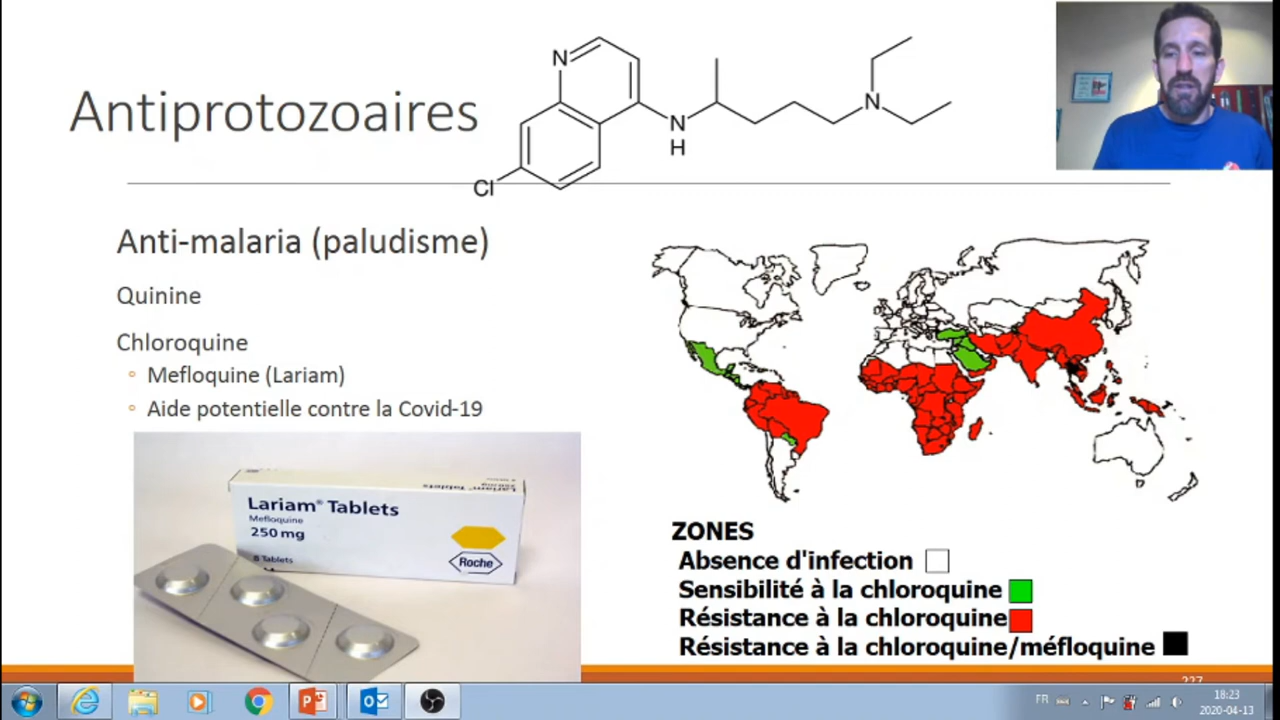 Antiprotozoaires
N
N
H
N
Cl
Anti-malaria (paludisme)
Quinine
Chloroquine
Mefloquine (Lariam)
Aide potentielle contre la Covid-19
Lariam® Tablets
Mefloquine
250 mg
8 Tablets
Roche
ZONES
Absence d'infection
Sensibilité à la chloroquine
Résistance à la chloroquine
Résistance à la chloroquine/méfloquine
227
FR
18:23
2020-04-13